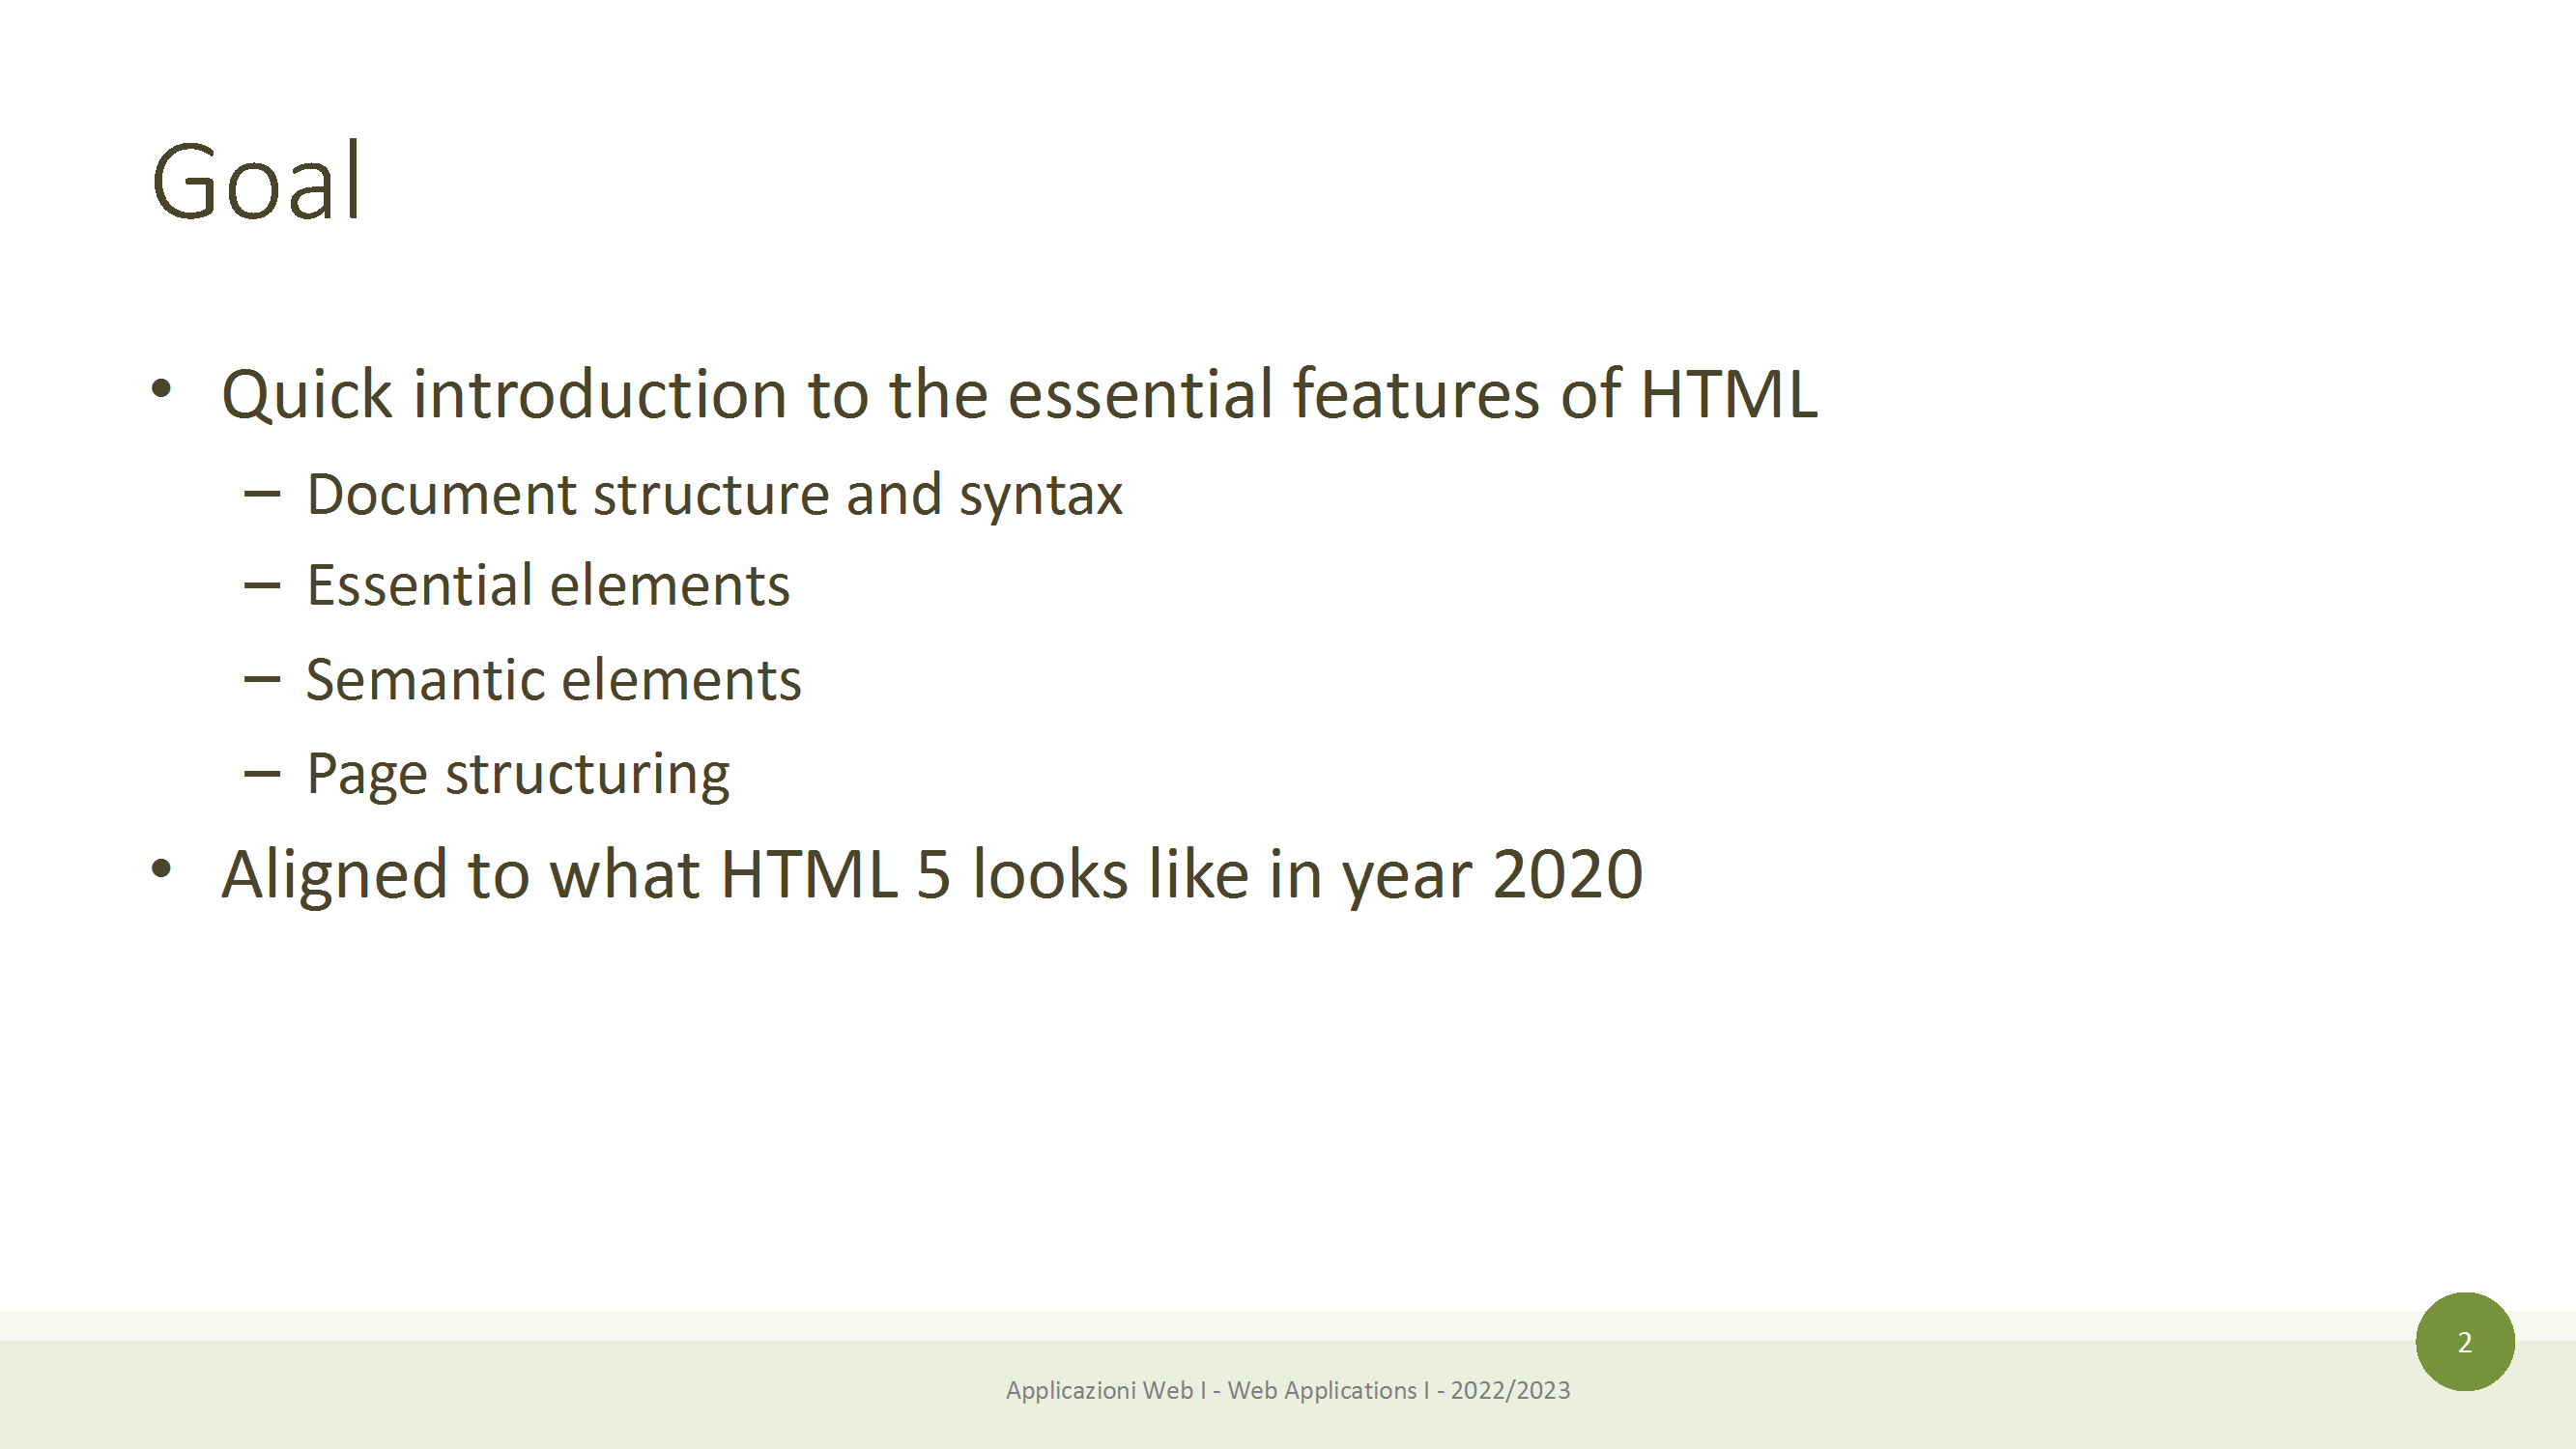 Goal
• Quick introduction to the essential features of HTML
– Document structure and syntax
– Essential elements
– Semantic elements
– Page structuring
• Aligned to what HTML 5 looks like in year 2020
2
Applicazioni Web I - Web Applications I - 2022/2023